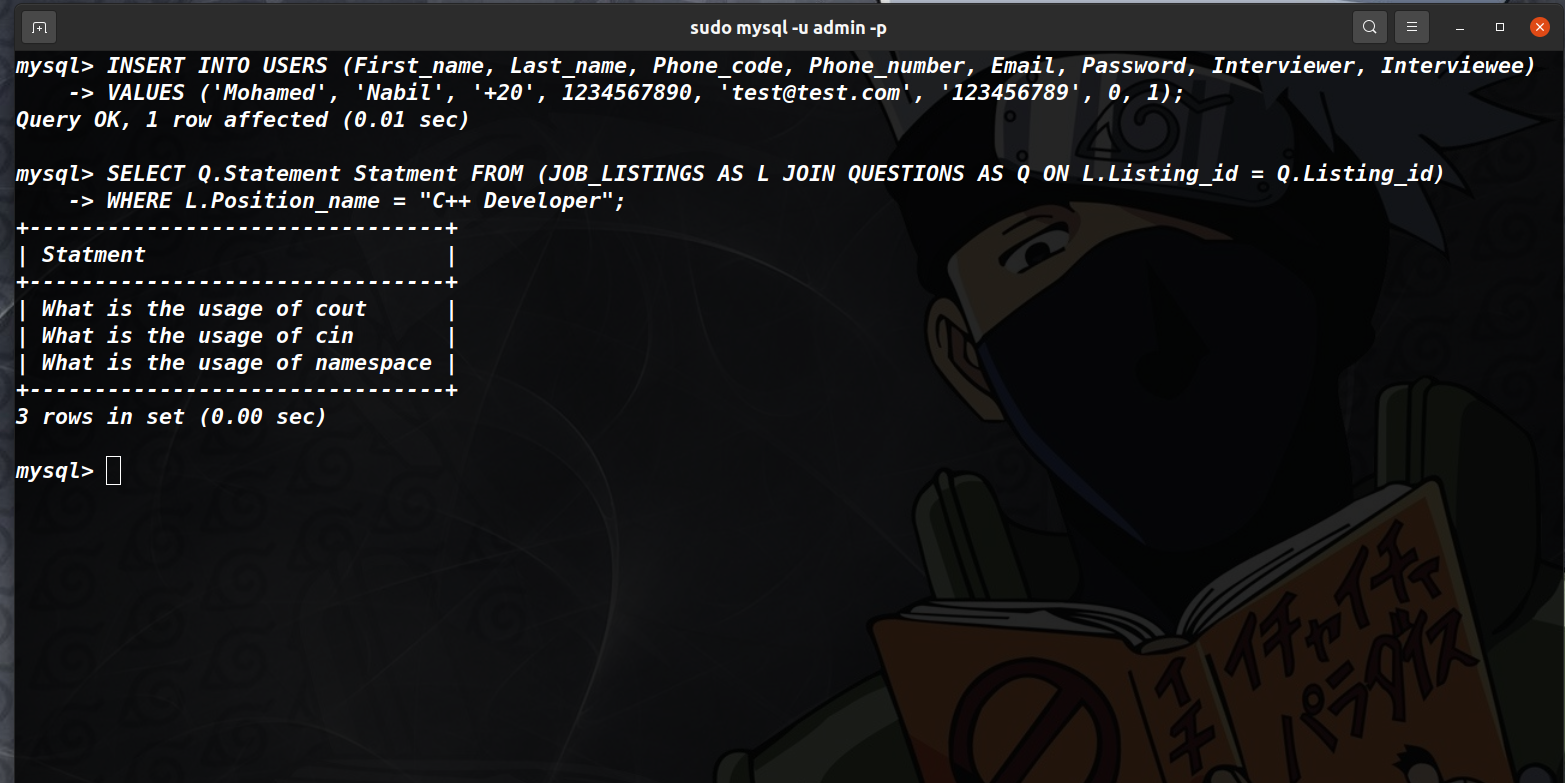 sudo mysql -u admin -p
mysql> INSERT INTO USERS (First_name, Last_name, Phone_code, Phone_number, Email, Password, Interviewer, Interviewee)
    -> VALUES ('Mohamed', 'Nabil', '+20', 1234567890, 'test@test.com', '123456789', 0, 1);
Query OK, 1 row affected (0.01 sec)
mysql> SELECT Q.Statement Statment FROM (JOB_LISTINGS AS L JOIN QUESTIONS AS Q ON L.Listing_id = Q.Listing_id)
    -> WHERE L.Position_name = "C++ Developer";
+--------------------------------+
| Statment                       |
+--------------------------------+
| What is the usage of cout      |
| What is the usage of cin       |
| What is the usage of namespace |
+--------------------------------+
3 rows in set (0.00 sec)
mysql>
イチャイチャ
パラダイス
イチ